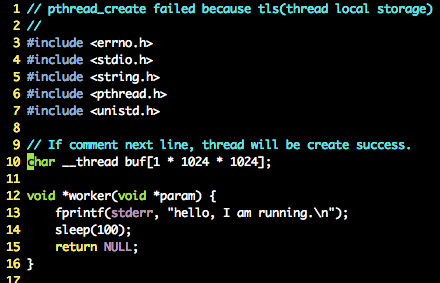 1 // pthread_create failed because tls(thread local storage)
2 //
3 #include <errno.h>
4 #include <stdio.h>
5 #include <string.h>
6 #include <pthread.h>
7 #include <unistd.h>
8
9 // If comment next line, thread will be create success.
10 char __thread buf[1 * 1024 * 1024];
11
12 void *worker(void *param) {
13     fprintf(stderr, "hello, I am running.\n");
14     sleep(100);
15     return NULL;
16 }
17